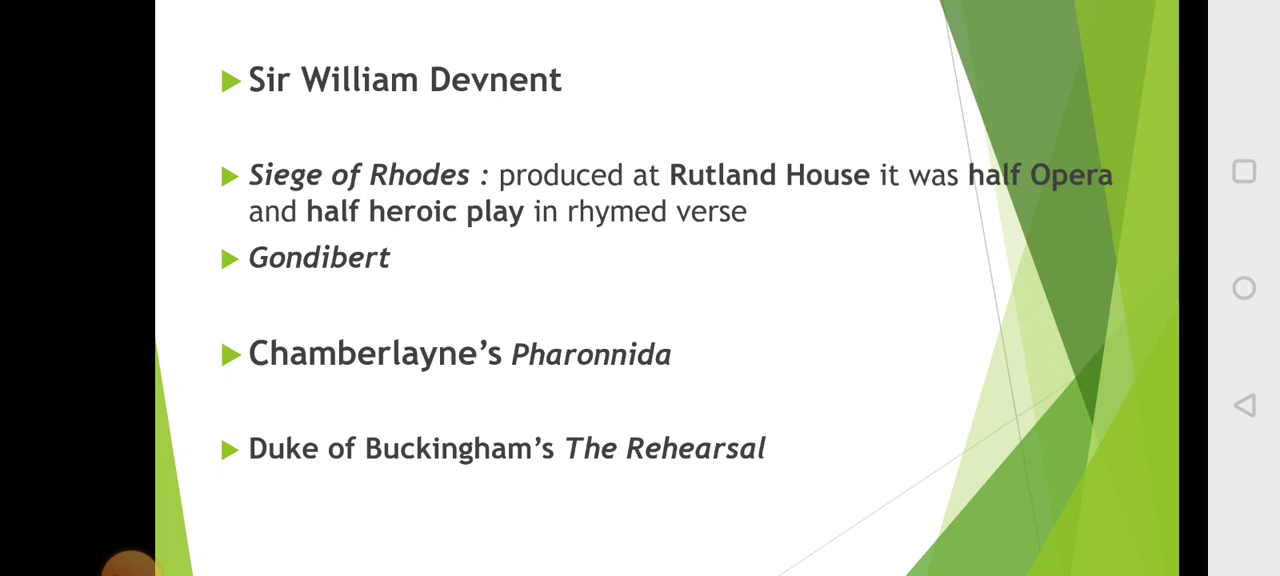 Sir William Devnent
Siege of Rhodes : produced at Rutland House it was half Opera
and half heroic play in rhymed verse
Gondibert
Chamberlayne’s Pharonnida
Duke of Buckingham’s The Rehearsal